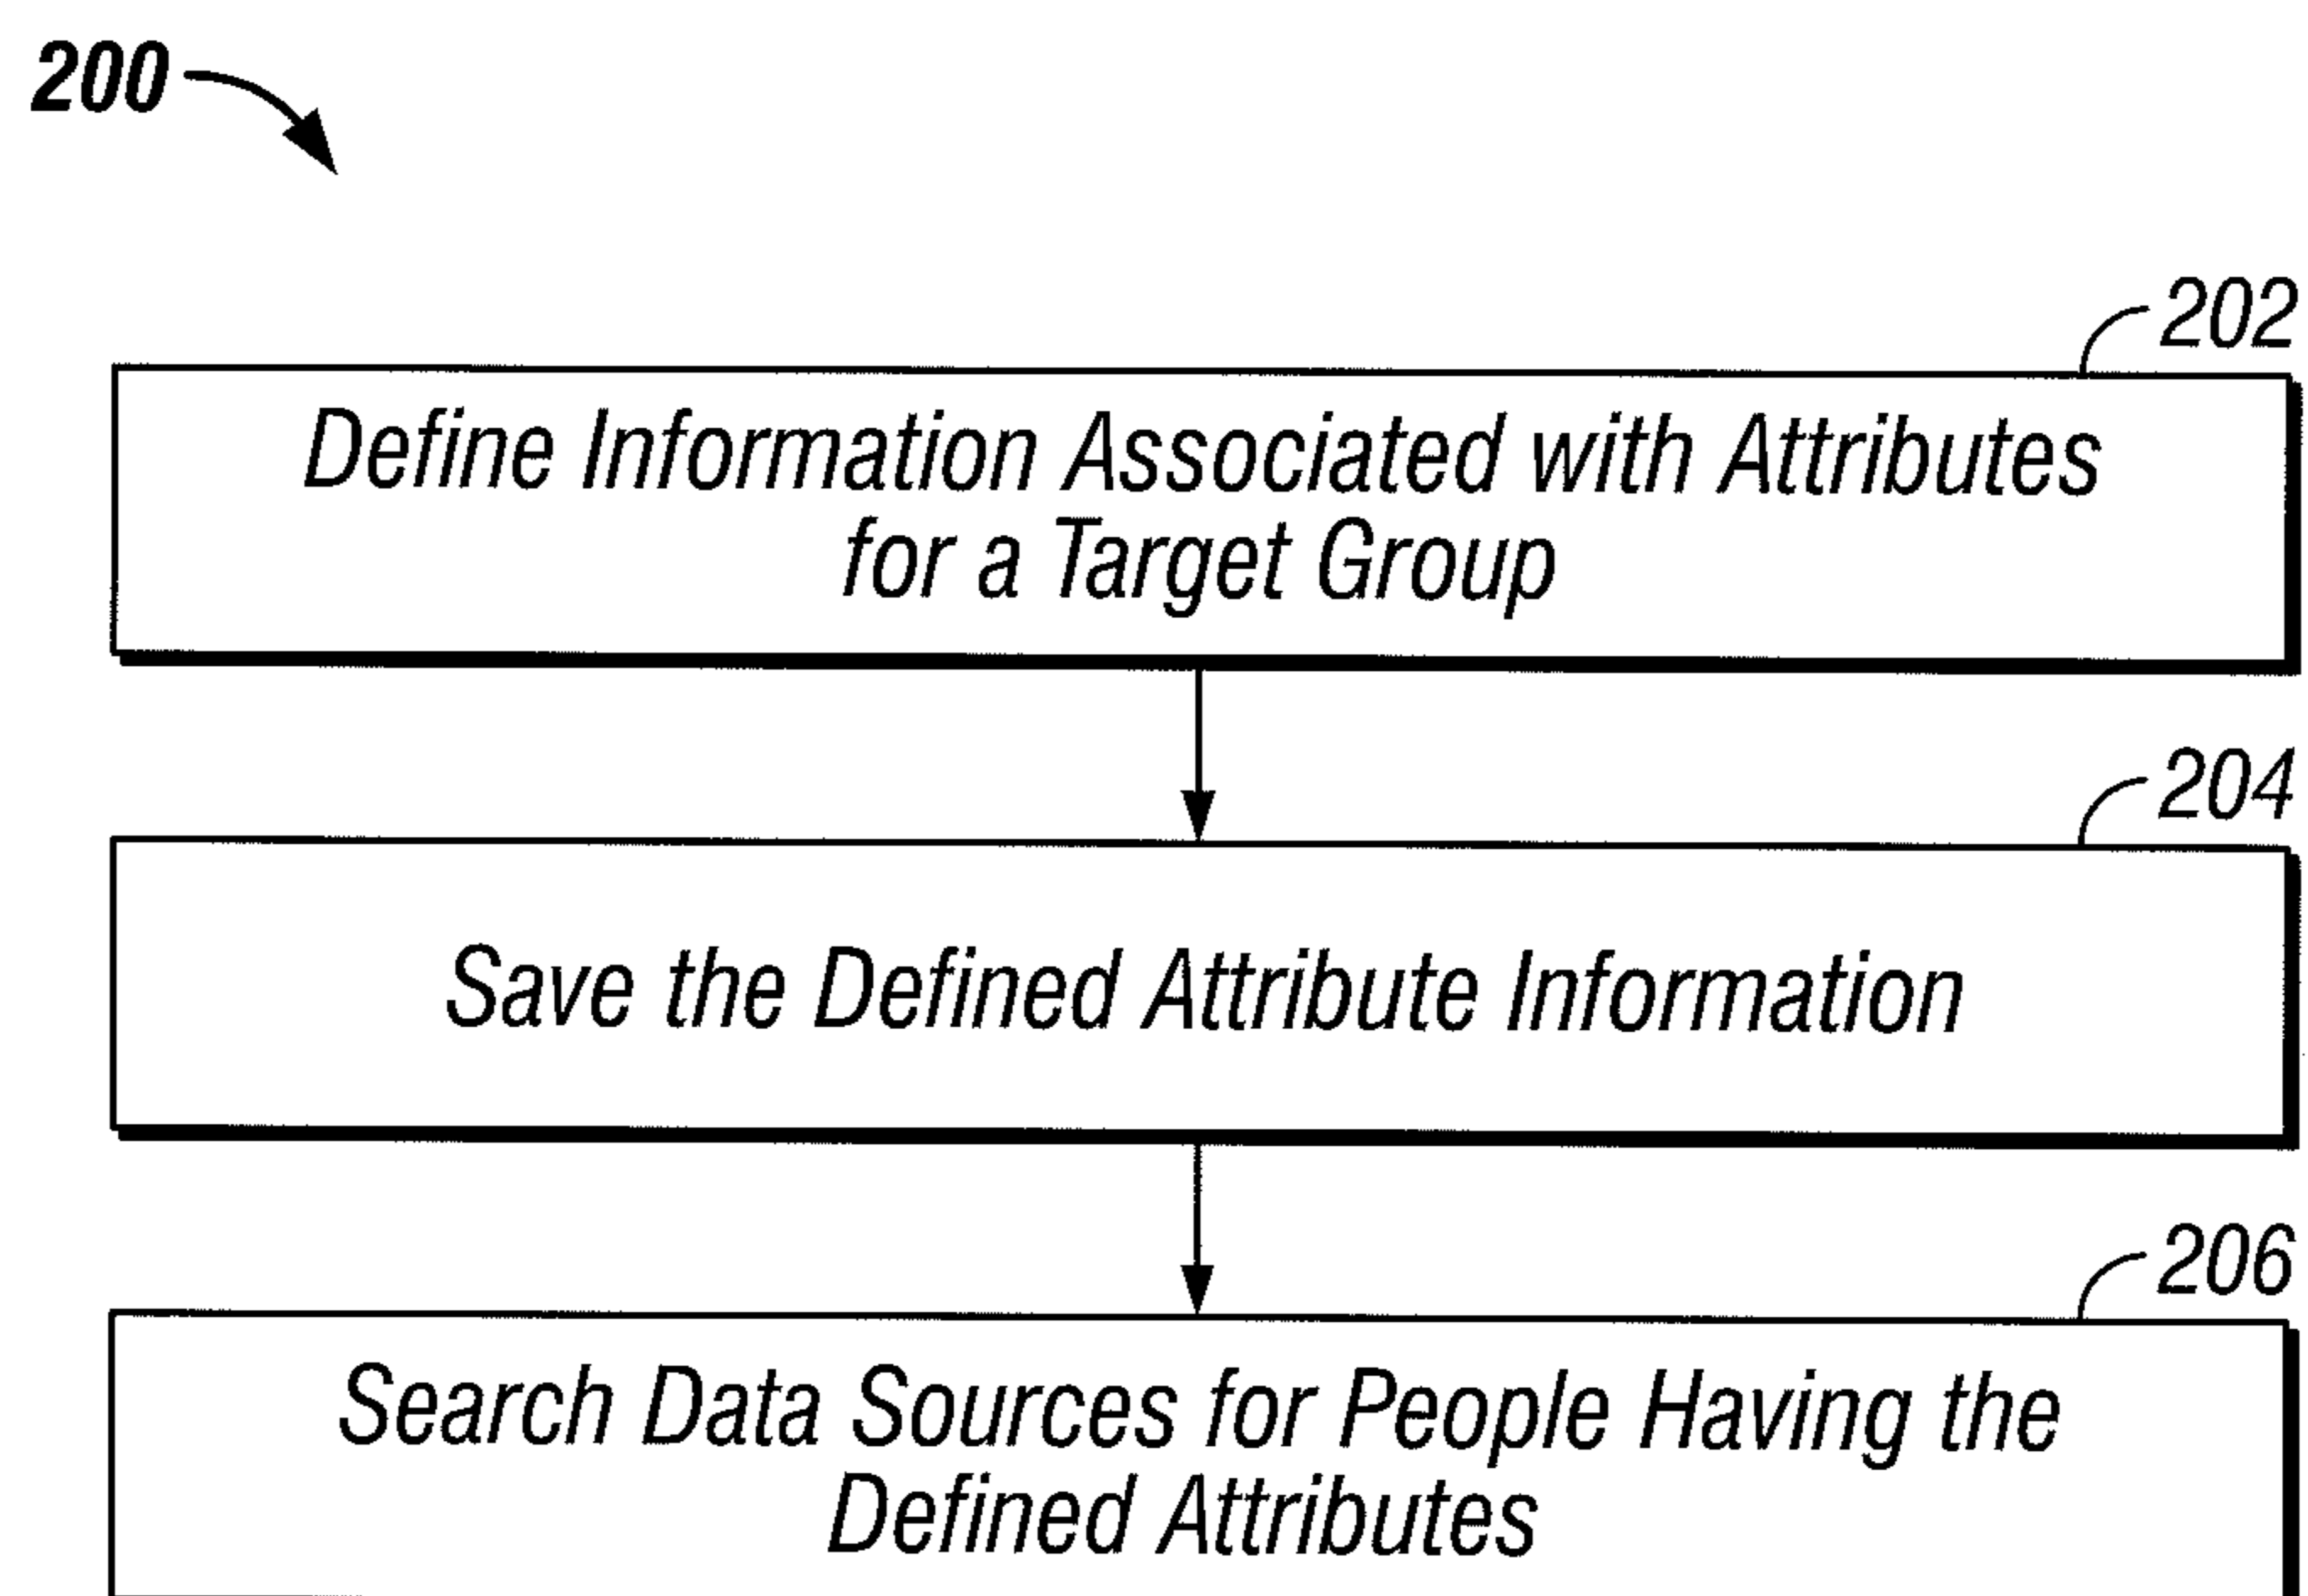 200
202
Define Information Associated with Attributes
for a Target Group
204
Save the Defined Attribute Information
206
Search Data Sources for People Having the
Defined Attributes